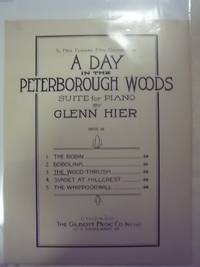 A DAY
IN THE
PETERBOROUGH WOODS
SUITE for PIANO
BY
GLENN HIER
1. THE ROBIN
2. BOBOLINK
3. THE WOOD-THRUSH
4. SUNSET AT HILLCREST
5. THE WHIPPOORWILL
THE GILBERT MUSIC CO.